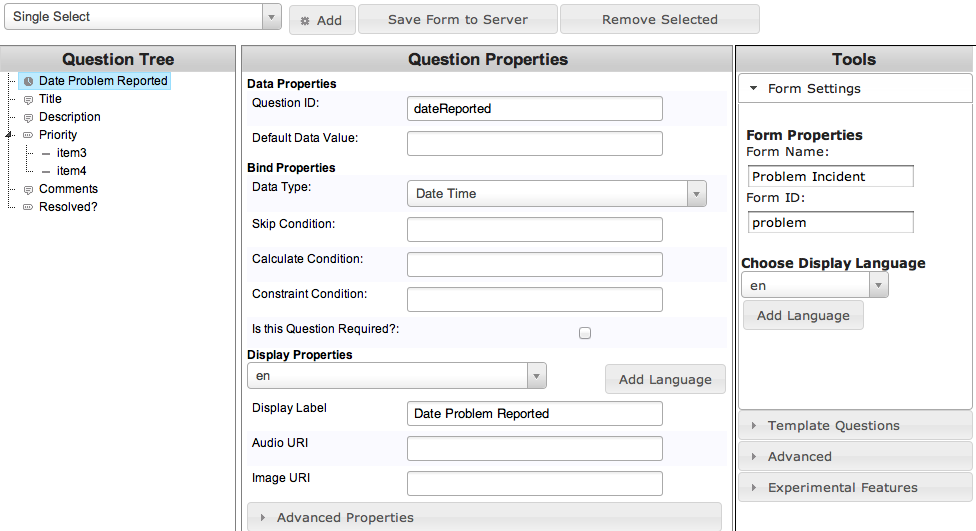 Single Select
Add
Save Form to Server
Remove Selected
Question Tree
Date Problem Reported
Title
Description
Priority
item3
item4
Comments
Resolved?
Question Properties
Data Properties
Question ID: dateReported
Default Data Value:
Bind Properties
Data Type: Date Time
Skip Condition:
Calculate Condition:
Constraint Condition:
Is this Question Required?:
Display Properties
en
Add Language
Display Label Date Problem Reported
Audio URI
Image URI
Advanced Properties
Tools
Form Settings
Form Properties
Form Name:
Problem Incident
Form ID:
problem
Choose Display Language
en
Add Language
Template Questions
Advanced
Experimental Features